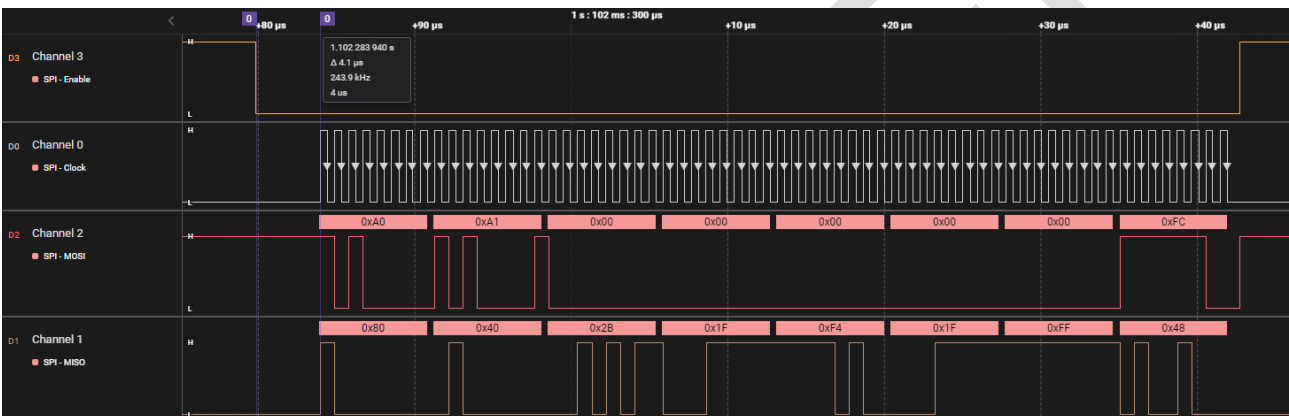 1 s : 102 ms : 300 µs
< 0 +80 µs 0 +90 µs +10 µs +20 µs +30 µs +40 µs
D3 Channel 3
SPI - Enable
H
L
1.102 283 940 s
Δ 4.1 µs
243.9 kHz
4 us
D0 Channel 0
SPI - Clock
H
L
D2 Channel 2
SPI - MOSI
H
L
0xA0 0xA1 0x00 0x00 0x00 0x00 0x00 0xFC
D1 Channel 1
SPI - MISO
H
L
0x80 0x40 0x2B 0x1F 0xF4 0x1F 0xFF 0x48